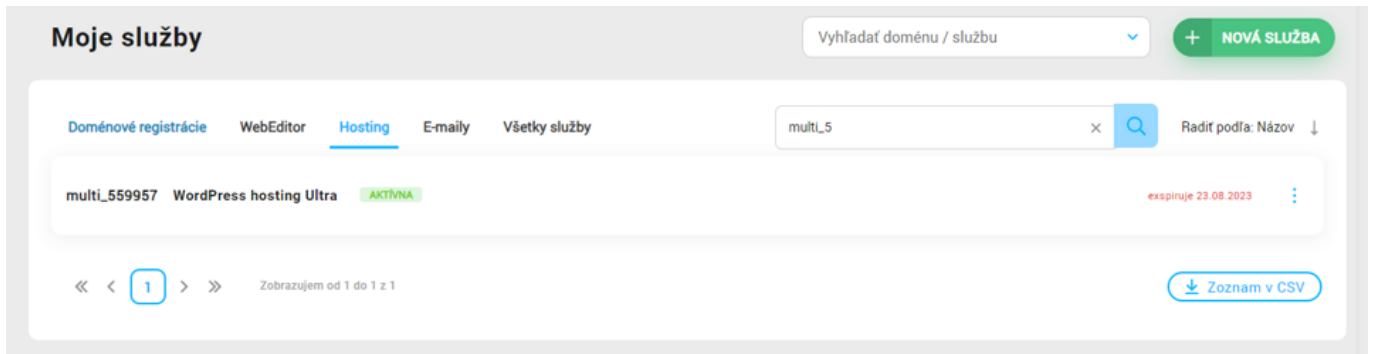 Moje služby
Vyhľadať doménu / službu
+ NOVÁ SLUŽBA
Doménové registrácie WebEditor Hosting E-maily Všetky služby
multi_5
Radiť podľa: Názov ↓
multi_559957 WordPress hosting Ultra AKTÍVNA exspiruje 23.08.2023
« < 1 > » Zobrazujem od 1 do 1 z 1 Zoznam v CSV